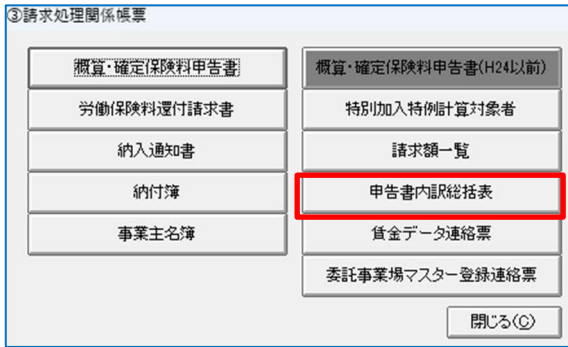 ③請求処理関係帳票
概算・確定保険料申告書
概算・確定保険料申告書(H24以前)
労働保険料還付請求書
特別加入特例計算対象者
納入通知書
請求額一覧
納付簿
申告書内訳総括表
事業主名簿
賃金データ連絡票
委託事業場マスター登録連絡票
閉じる(C)